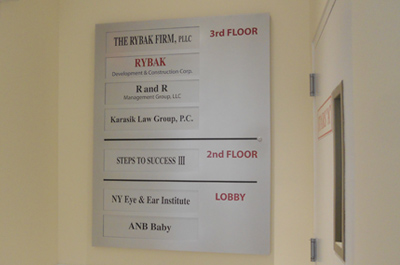 THE RYBAK FIRM, PLLC
3rd FLOOR
RYBAK
Development & Construction Corp.
R and R
Management Group, LLC
Karasik Law Group, P.C.
STEPS TO SUCCESS III
2nd FLOOR
NY Eye & Ear Institute
LOBBY
ANB Baby